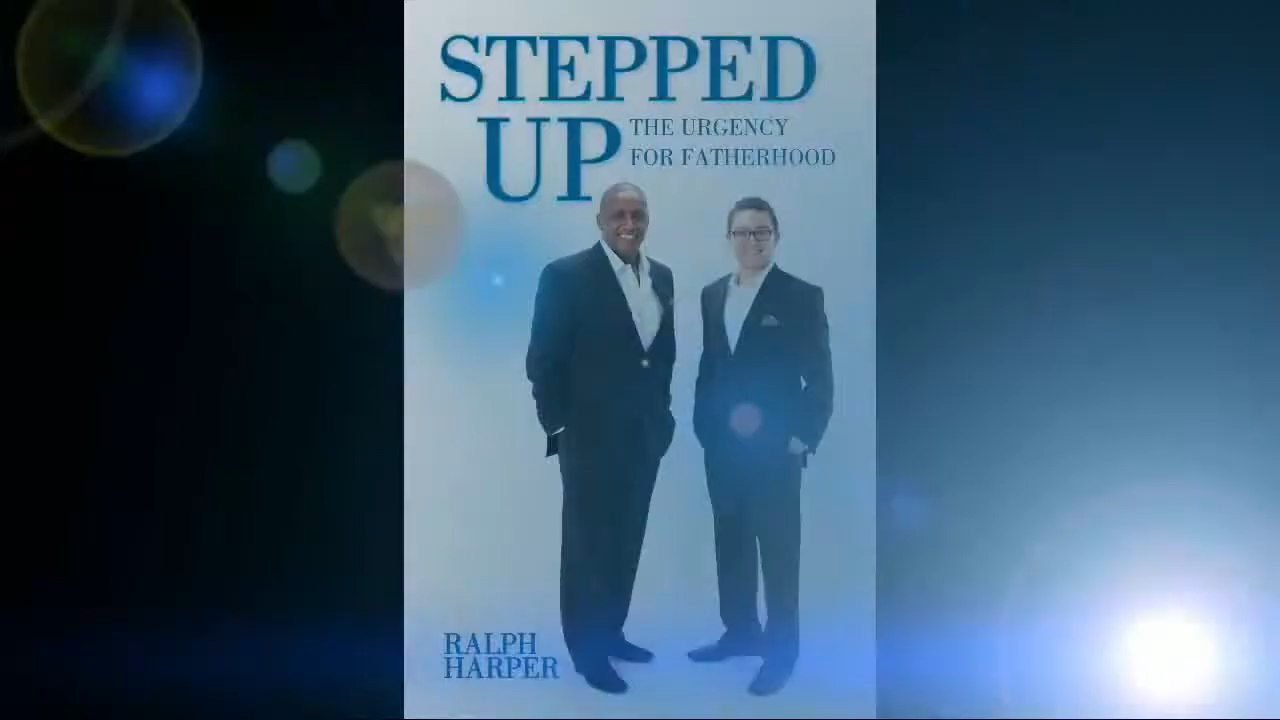 STEPPED
UP
THE URGENCY
FOR FATHERHOOD
RALPH
HARPER